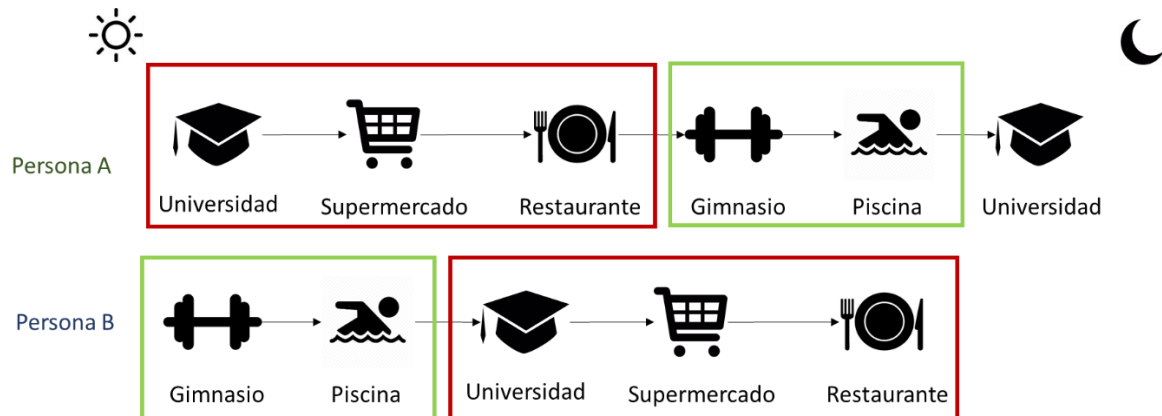 Persona A
Universidad Supermercado Restaurante Gimnasio Piscina Universidad
Persona B
Gimnasio Piscina Universidad Supermercado Restaurante